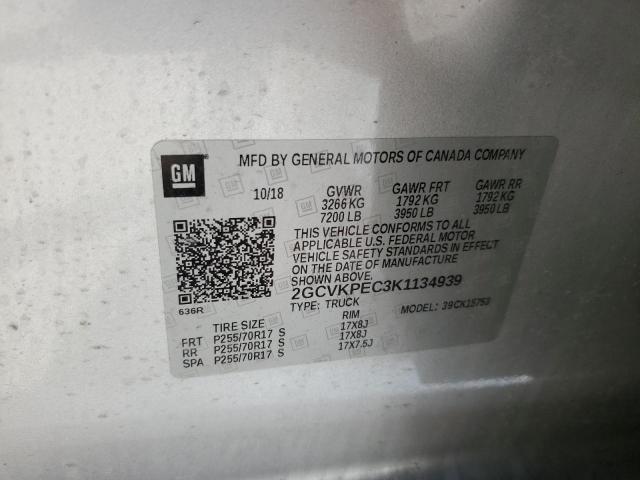 GM
MFD BY GENERAL MOTORS OF CANADA COMPANY
10/18 GVWR GAWR FRT GAWR RR
3266 KG 1792 KG 1792 KG
7200 LB 3950 LB 3950 LB
THIS VEHICLE CONFORMS TO ALL
APPLICABLE U.S. FEDERAL MOTOR
VEHICLE SAFETY STANDARDS IN EFFECT
ON THE DATE OF MANUFACTURE
SHOWN ABOVE.
2GCVKPEC3K1134939
636R TYPE: TRUCK MODEL: 39CK15753
TIRE SIZE RIM
FRT P255/70R17 S 17X8J
RR P255/70R17 S 17X8J
SPA P255/70R17 S 17X7.5J